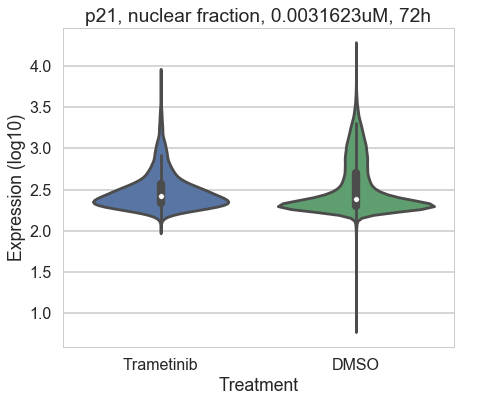 p21, nuclear fraction, 0.0031623uM, 72h
Expression (log10)
4.0
3.5
3.0
2.5
2.0
1.5
1.0
Trametinib DMSO
Treatment